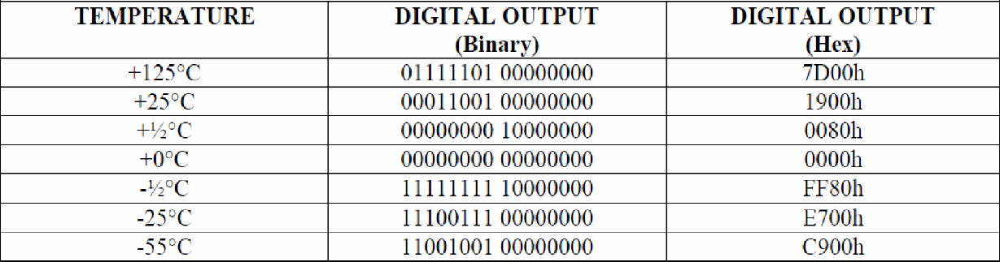 TEMPERATURE DIGITAL OUTPUT (Binary) DIGITAL OUTPUT (Hex)
+125°C 01111101 00000000 7D00h
+25°C 00011001 00000000 1900h
+½°C 00000000 10000000 0080h
+0°C 00000000 00000000 0000h
-½°C 11111111 10000000 FF80h
-25°C 11100111 00000000 E700h
-55°C 11001001 00000000 C900h